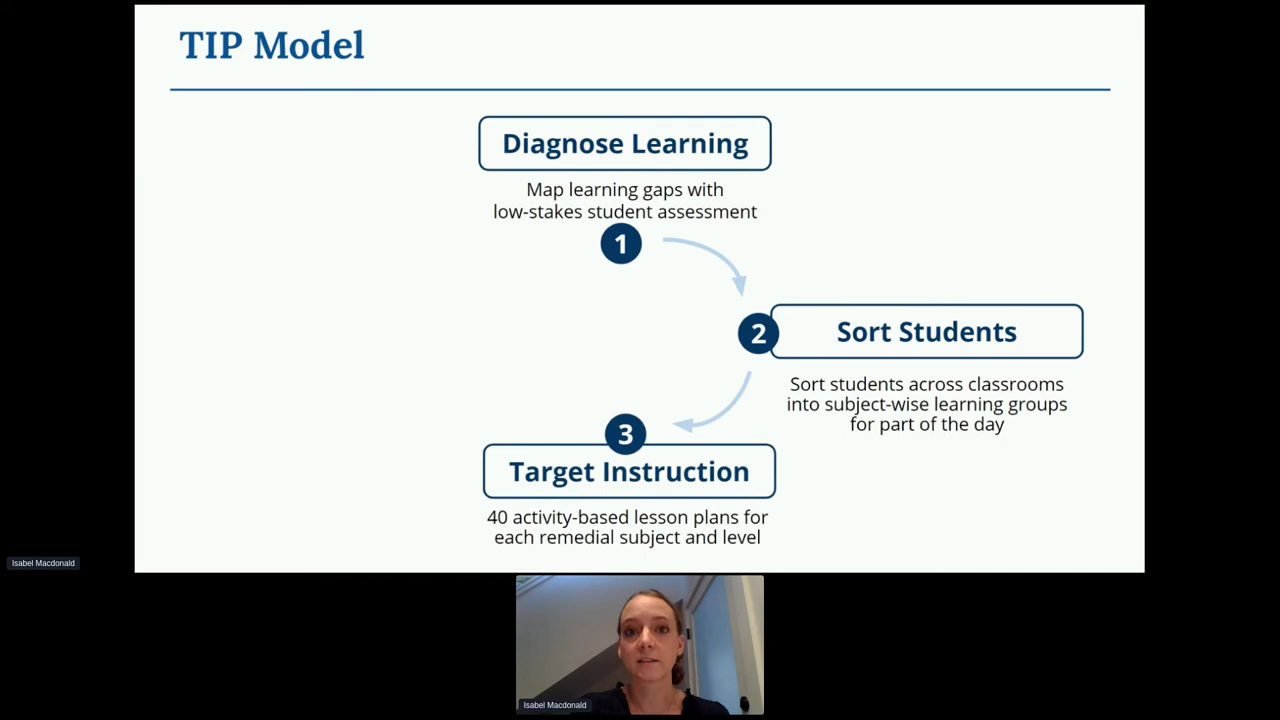 TIP Model
Diagnose Learning
Map learning gaps with
low-stakes student assessment
1
2
Sort Students
Sort students across classrooms
into subject-wise learning groups
for part of the day
3
Target Instruction
40 activity-based lesson plans for
each remedial subject and level
Isabel Macdonald
Isabel Macdonald